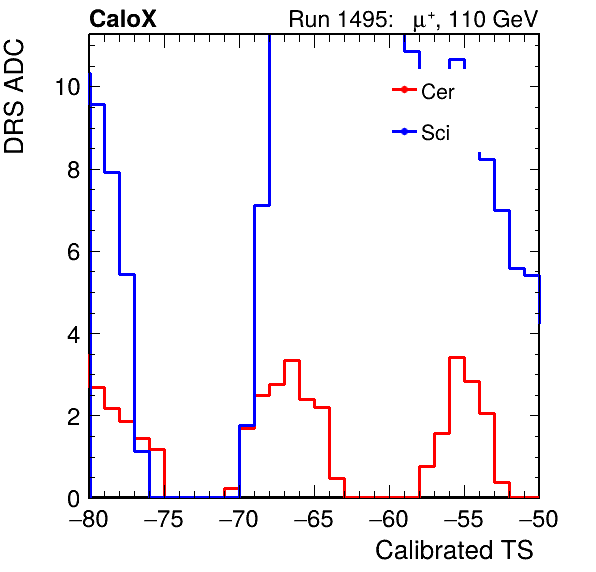 CaloX Run 1495: μ⁺, 110 GeV
DRS ADC
10
8
6
4
2
0
Cer
Sci
−80 −75 −70 −65 −60 −55 −50
Calibrated TS